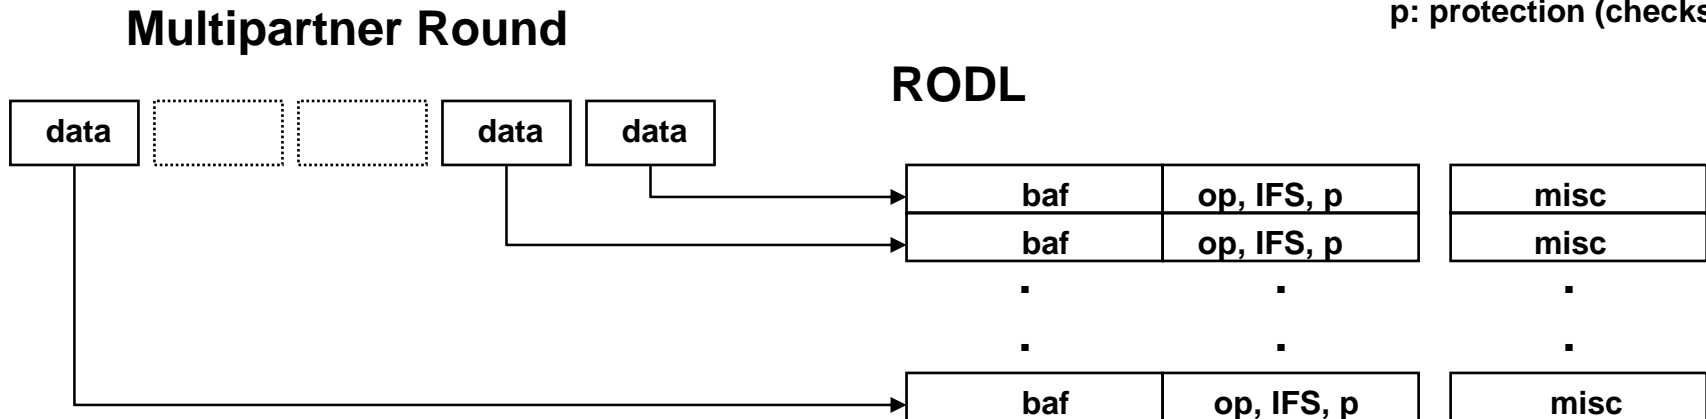 Multipartner Round
p: protection (checks
RODL
data data data
baf op, IFS, p misc
baf op, IFS, p misc
. . .
. . .
baf op, IFS, p misc